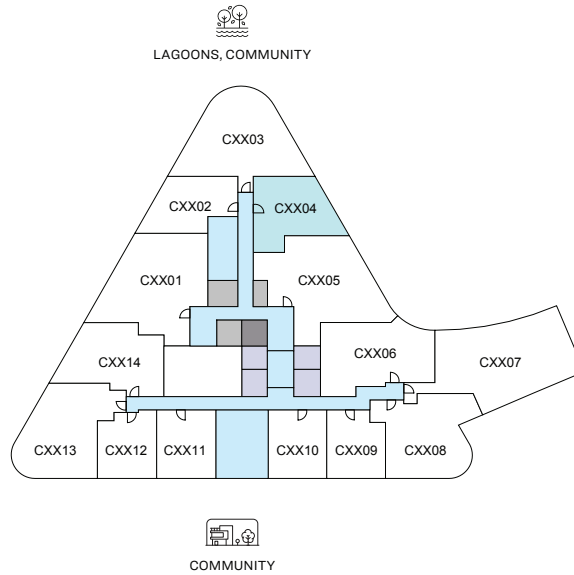 LAGOONS, COMMUNITY
CXX03
CXX02
CXX04
CXX01
CXX05
CXX14
CXX06
CXX07
CXX13
CXX12
CXX11
CXX10
CXX09
CXX08
COMMUNITY